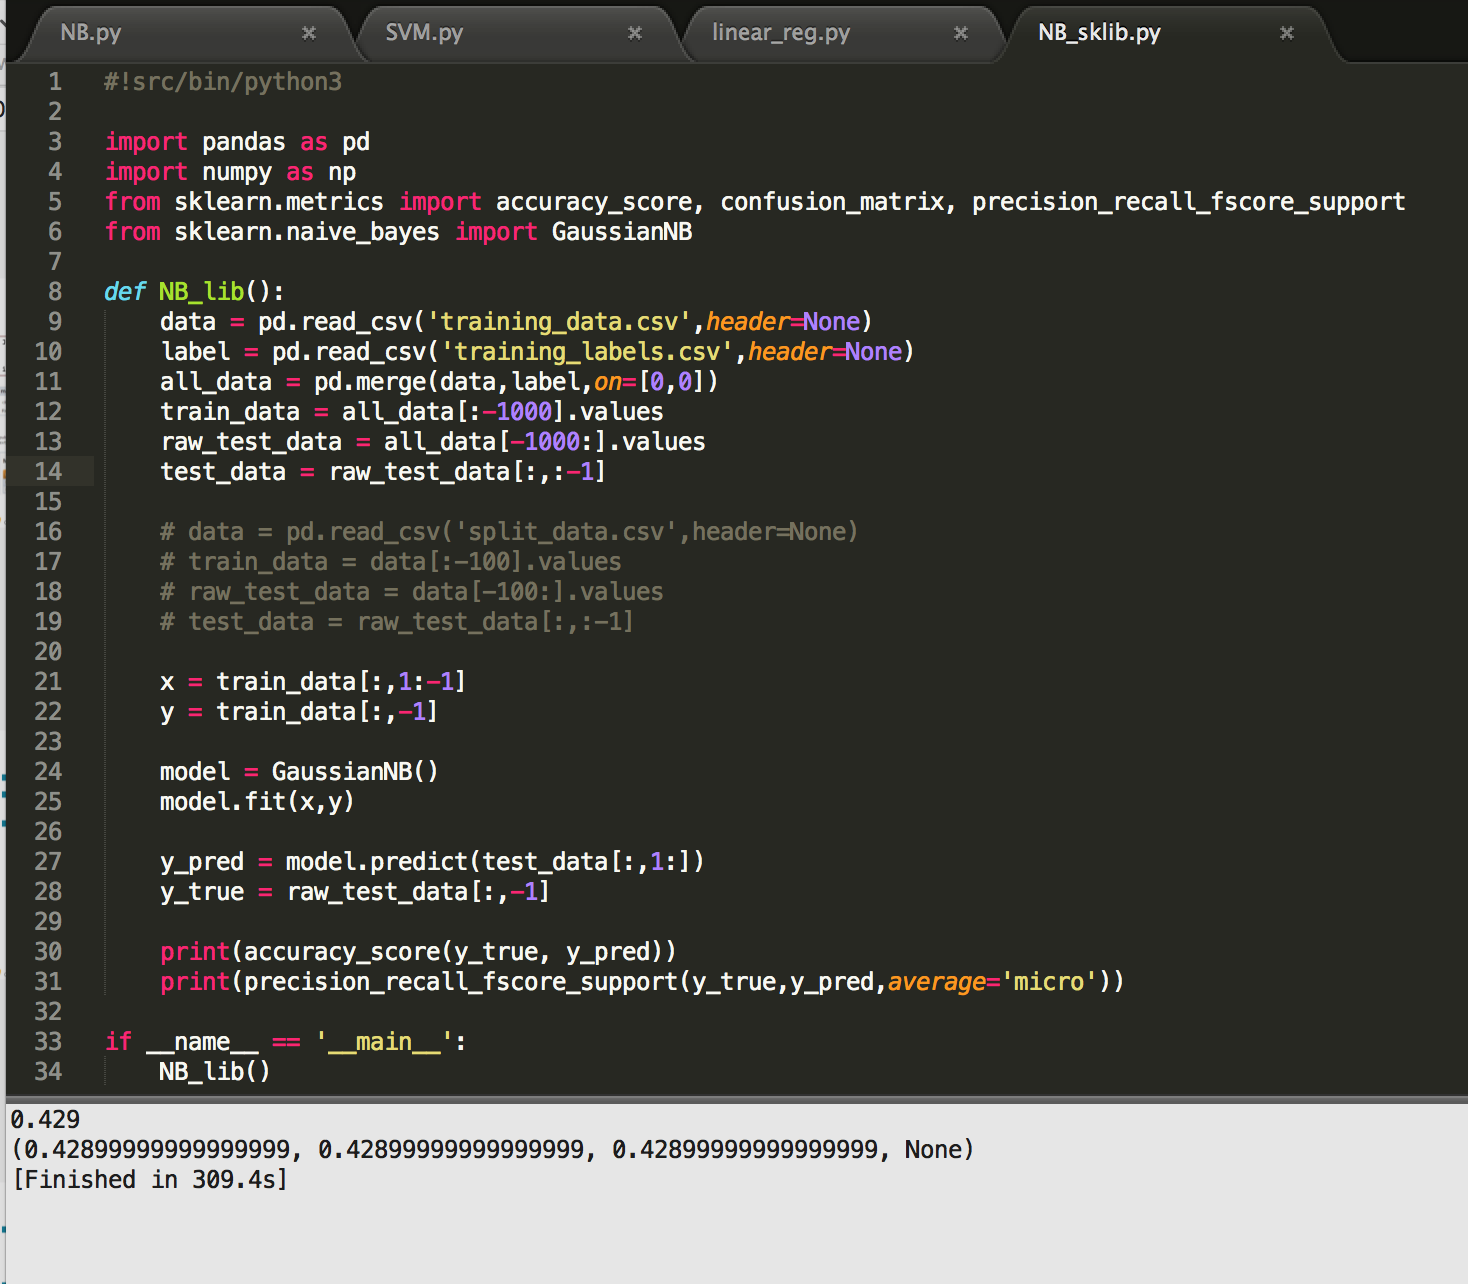 NB.py × SVM.py × linear_reg.py × NB_sklib.py ×
1 #!src/bin/python3
2
3 import pandas as pd
4 import numpy as np
5 from sklearn.metrics import accuracy_score, confusion_matrix, precision_recall_fscore_support
6 from sklearn.naive_bayes import GaussianNB
7
8 def NB_lib():
9     data = pd.read_csv('training_data.csv',header=None)
10     label = pd.read_csv('training_labels.csv',header=None)
11     all_data = pd.merge(data,label,on=[0,0])
12     train_data = all_data[:-1000].values
13     raw_test_data = all_data[-1000:].values
14     test_data = raw_test_data[:,:-1]
15
16     # data = pd.read_csv('split_data.csv',header=None)
17     # train_data = data[:-100].values
18     # raw_test_data = data[-100:].values
19     # test_data = raw_test_data[:,:-1]
20
21     x = train_data[:,1:-1]
22     y = train_data[:,-1]
23
24     model = GaussianNB()
25     model.fit(x,y)
26
27     y_pred = model.predict(test_data[:,1:])
28     y_true = raw_test_data[:,-1]
29
30     print(accuracy_score(y_true, y_pred))
31     print(precision_recall_fscore_support(y_true,y_pred,average='micro'))
32
33 if __name__ == '__main__':
34     NB_lib()
0.429
(0.42899999999999999, 0.42899999999999999, 0.42899999999999999, None)
[Finished in 309.4s]